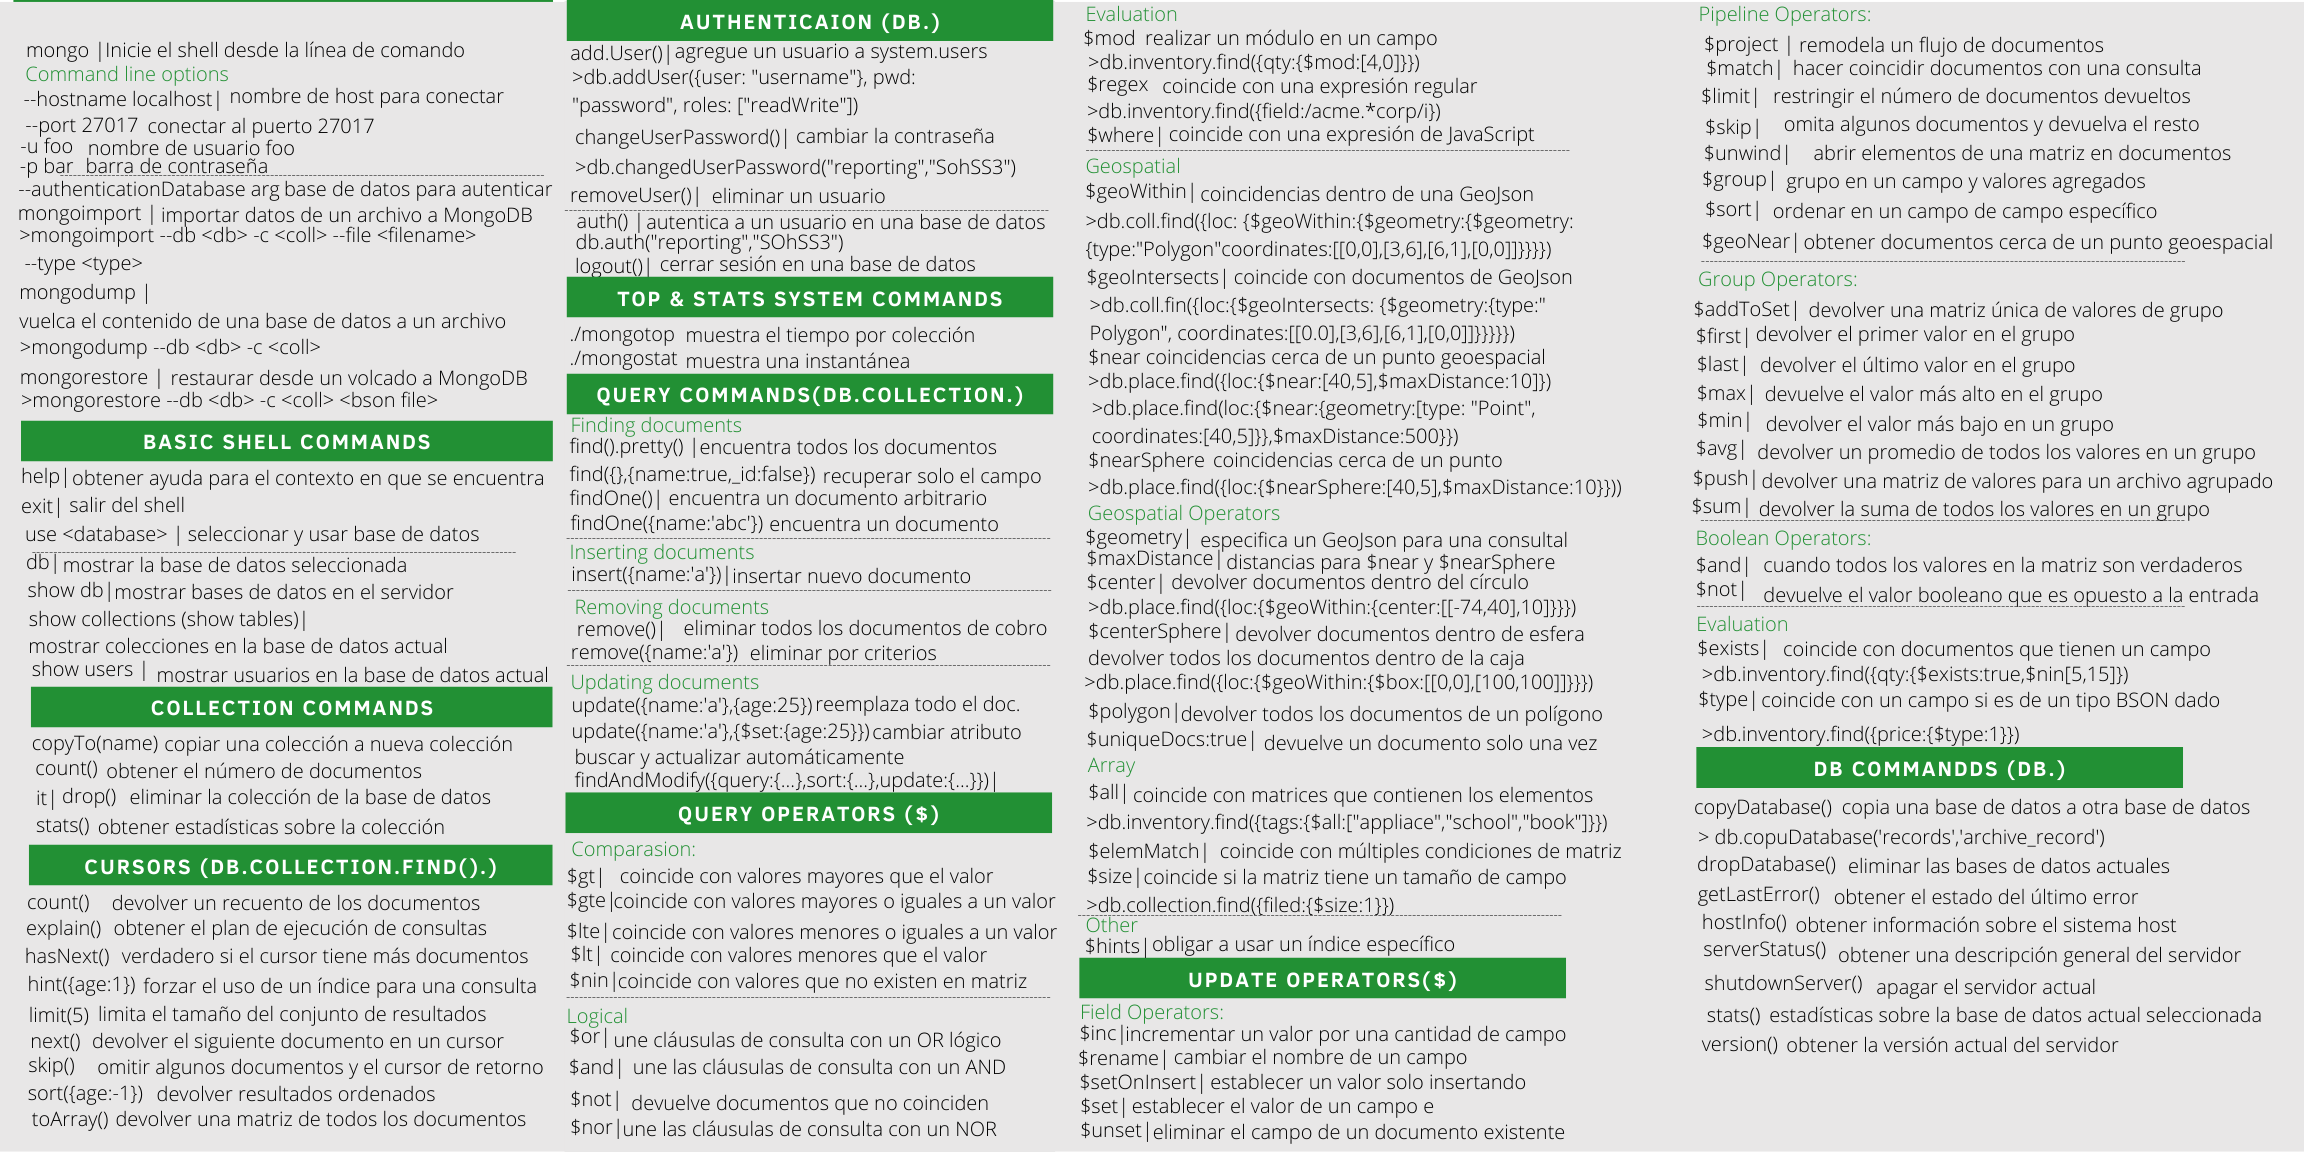 mongo |Inicie el shell desde la línea de comando
Command line options
--hostname localhost| nombre de host para conectar
--port 27017 conectar al puerto 27017
-u foo nombre de usuario foo
-p bar barra de contraseña
--authenticationDatabase arg base de datos para autenticar
mongoimport | importar datos de un archivo a MongoDB
>mongoimport --db <db> -c <coll> --file <filename>
--type <type>
mongodump |
vuelca el contenido de una base de datos a un archivo
>mongodump --db <db> -c <coll>
mongorestore | restaurar desde un volcado a MongoDB
>mongorestore --db <db> -c <coll> <bson file>
BASIC SHELL COMMANDS
help| obtener ayuda para el contexto en que se encuentra
exit| salir del shell
use <database> | seleccionar y usar base de datos
db| mostrar la base de datos seleccionada
show db|mostrar bases de datos en el servidor
show collections (show tables)|
mostrar colecciones en la base de datos actual
show users | mostrar usuarios en la base de datos actual
COLLECTION COMMANDS
copyTo(name) copiar una colección a nueva colección
count() obtener el número de documentos
it| drop() eliminar la colección de la base de datos
stats() obtener estadísticas sobre la colección
CURSORS (DB.COLLECTION.FIND().)
count() devolver un recuento de los documentos
explain() obtener el plan de ejecución de consultas
hasNext() verdadero si el cursor tiene más documentos
hint({age:1}) forzar el uso de un índice para una consulta
limit(5) limita el tamaño del conjunto de resultados
next() devolver el siguiente documento en un cursor
skip() omitir algunos documentos y el cursor de retorno
sort({age:-1}) devolver resultados ordenados
toArray() devolver una matriz de todos los documentos
AUTHENTICAION (DB.)
add.User()| agregue un usuario a system.users
>db.addUser({user: "username"}, pwd:
"password", roles: ["readWrite"])
changeUserPassword()| cambiar la contraseña
>db.changedUserPassword("reporting","SohSS3")
removeUser()| eliminar un usuario
auth() | autentica a un usuario en una base de datos
db.auth("reporting","SOhSS3")
logout()| cerrar sesión en una base de datos
TOP & STATS SYSTEM COMMANDS
./mongotop muestra el tiempo por colección
./mongostat muestra una instantánea
QUERY COMMANDS(DB.COLLECTION.)
Finding documents
find().pretty() |encuentra todos los documentos
find({},{name:true,_id:false}) recuperar solo el campo
findOne()| encuentra un documento arbitrario
findOne({name:'abc'}) encuentra un documento
Inserting documents
insert({name:'a'})|insertar nuevo documento
Removing documents
remove()| eliminar todos los documentos de cobro
remove({name:'a'}) eliminar por criterios
Updating documents
update({name:'a'},{age:25}) reemplaza todo el doc.
update({name:'a'},{$set:{age:25}}) cambiar atributo
buscar y actualizar automáticamente
findAndModify({query:{...},sort:{...},update:{...}})|
QUERY OPERATORS ($)
Comparasion:
$gt| coincide con valores mayores que el valor
$gte|coincide con valores mayores o iguales a un valor
$lte|coincide con valores menores o iguales a un valor
$lt| coincide con valores menores que el valor
$nin|coincide con valores que no existen en matriz
Logical
$or| une cláusulas de consulta con un OR lógico
$and| une las cláusulas de consulta con un AND
$not| devuelve documentos que no coinciden
$nor|une las cláusulas de consulta con un NOR
Evaluation
$mod realizar un módulo en un campo
>db.inventory.find({qty:{$mod:[4,0]}})
$regex coincide con una expresión regular
>db.inventory.find({field:/acme.*corp/i})
$where| coincide con una expresión de JavaScript
Geospatial
$geoWithin| coincidencias dentro de una GeoJson
>db.coll.find({loc: {$geoWithin:{$geometry:{$geometry:
{type:"Polygon"coordinates:[[0,0],[3,6],[6,1],[0,0]]}}}})
$geoIntersects| coincide con documentos de GeoJson
>db.coll.fin({loc:{$geoIntersects: {$geometry:{type:"
Polygon", coordinates:[[0.0],[3,6],[6,1],[0,0]]}}}}}})
$near coincidencias cerca de un punto geoespacial
>db.place.find({loc:{$near:[40,5],$maxDistance:10]})
>db.place.find(loc:{$near:{geometry:[type: "Point",
coordinates:[40,5]}},$maxDistance:500}})
$nearSphere coincidencias cerca de un punto
>db.place.find({loc:{$nearSphere:[40,5],$maxDistance:10}}))
Geospatial Operators
$geometry| especifica un GeoJson para una consultal
$maxDistance| distancias para $near y $nearSphere
$center| devolver documentos dentro del círculo
>db.place.find({loc:{$geoWithin:{center:[[-74,40],10]}}})
$centerSphere| devolver documentos dentro de esfera
devolver todos los documentos dentro de la caja
>db.place.find({loc:{$geoWithin:{$box:[[0,0],[100,100]]}}})
$polygon|devolver todos los documentos de un polígono
$uniqueDocs:true| devuelve un documento solo una vez
Array
$all| coincide con matrices que contienen los elementos
>db.inventory.find({tags:{$all:["appliace","school","book"]}})
$elemMatch| coincide con múltiples condiciones de matriz
$size|coincide si la matriz tiene un tamaño de campo
>db.collection.find({filed:{$size:1}})
Other
$hints| obligar a usar un índice específico
UPDATE OPERATORS($)
Field Operators:
$inc|incrementar un valor por una cantidad de campo
$rename| cambiar el nombre de un campo
$setOnInsert| establecer un valor solo insertando
$set| establecer el valor de un campo e
$unset|eliminar el campo de un documento existente
Pipeline Operators:
$project | remodela un flujo de documentos
$match| hacer coincidir documentos con una consulta
$limit| restringir el número de documentos devueltos
$skip| omita algunos documentos y devuelva el resto
$unwind| abrir elementos de una matriz en documentos
$group| grupo en un campo y valores agregados
$sort| ordenar en un campo de campo específico
$geoNear| obtener documentos cerca de un punto geoespacial
Group Operators:
$addToSet| devolver una matriz única de valores de grupo
$first| devolver el primer valor en el grupo
$last| devolver el último valor en el grupo
$max| devuelve el valor más alto en el grupo
$min| devolver el valor más bajo en un grupo
$avg| devolver un promedio de todos los valores en un grupo
$push| devolver una matriz de valores para un archivo agrupado
$sum| devolver la suma de todos los valores en un grupo
Boolean Operators:
$and| cuando todos los valores en la matriz son verdaderos
$not| devuelve el valor booleano que es opuesto a la entrada
Evaluation
$exists| coincide con documentos que tienen un campo
>db.inventory.find({qty:{$exists:true,$nin[5,15]})
$type| coincide con un campo si es de un tipo BSON dado
>db.inventory.find({price:{$type:1}})
DB COMMANDDS (DB.)
copyDatabase() copia una base de datos a otra base de datos
> db.copuDatabase('records','archive_record')
dropDatabase() eliminar las bases de datos actuales
getLastError() obtener el estado del último error
hostInfo() obtener información sobre el sistema host
serverStatus() obtener una descripción general del servidor
shutdownServer() apagar el servidor actual
stats() estadísticas sobre la base de datos actual seleccionada
version() obtener la versión actual del servidor